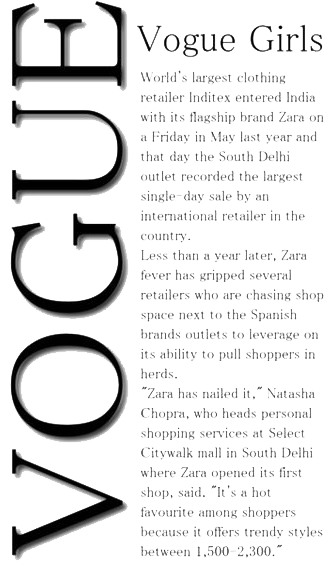 VOGUE
Vogue Girls
World's largest clothing
retailer Inditex entered India
with its flagship brand Zara on
a Friday in May last year and
that day the South Delhi
outlet recorded the largest
single-day sale by an
international retailer in the
country.
Less than a year later, Zara
fever has gripped several
retailers who are chasing shop
space next to the Spanish
brands outlets to leverage on
its ability to pull shoppers in
herds.
"Zara has nailed it," Natasha
Chopra, who heads personal
shopping services at Select
Citywalk mall in South Delhi
where Zara opened its first
shop, said. "It's a hot
favourite among shoppers
because it offers trendy styles
between 1,500-2,300."